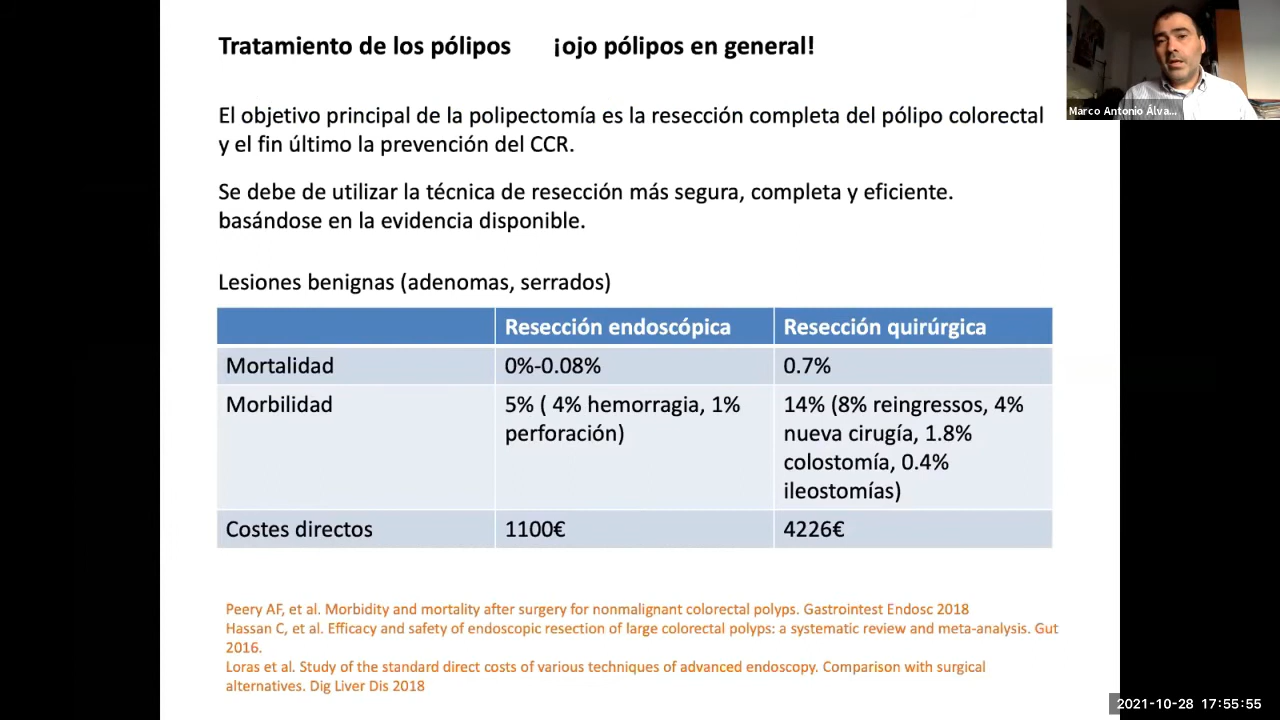 Tratamiento de los pólipos ¡ojo pólipos en general!
Marco Antonio Álva...
El objetivo principal de la polipectomía es la resección completa del pólipo colorectal
y el fin último la prevención del CCR.
Se debe de utilizar la técnica de resección más segura, completa y eficiente.
basándose en la evidencia disponible.
Lesiones benignas (adenomas, serrados)
Resección endoscópica Resección quirúrgica
Mortalidad 0%-0.08% 0.7%
Morbilidad 5% ( 4% hemorragia, 1% 14% (8% reingressos, 4%
perforación) nueva cirugía, 1.8%
colostomía, 0.4%
ileostomías)
Costes directos 1100€ 4226€
Peery AF, et al. Morbidity and mortality after surgery for nonmalignant colorectal polyps. Gastrointest Endosc 2018
Hassan C, et al. Efficacy and safety of endoscopic resection of large colorectal polyps: a systematic review and meta-analysis. Gut
2016.
Loras et al. Study of the standard direct costs of various techniques of advanced endoscopy. Comparison with surgical
alternatives. Dig Liver Dis 2018
2021-10-28 17:55:55